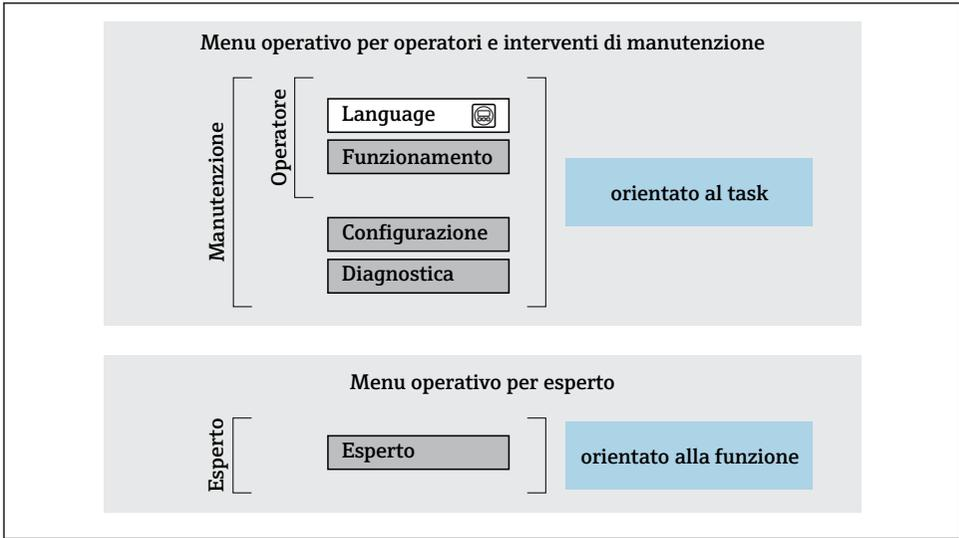 Menu operativo per operatori e interventi di manutenzione
Manutenzione
Operatore
Language
Funzionamento
Configurazione
Diagnostica
orientato al task
Menu operativo per esperto
Esperto
Esperto
orientato alla funzione